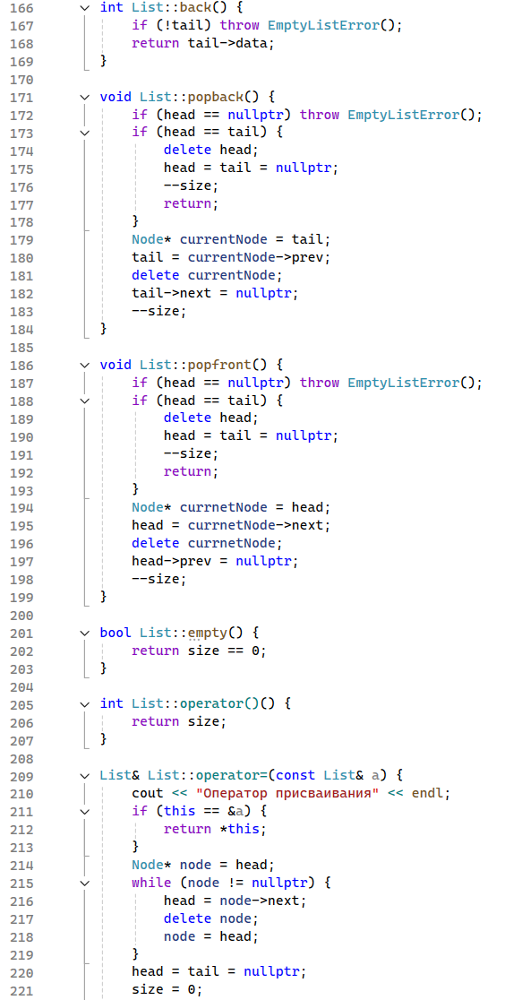 166 int List::back() {
167     if (!tail) throw EmptyListError();
168     return tail->data;
169 }
170
171 void List::popback() {
172     if (head == nullptr) throw EmptyListError();
173     if (head == tail) {
174         delete head;
175         head = tail = nullptr;
176         --size;
177         return;
178     }
179     Node* currentNode = tail;
180     tail = currentNode->prev;
181     delete currentNode;
182     tail->next = nullptr;
183     --size;
184 }
185
186 void List::popfront() {
187     if (head == nullptr) throw EmptyListError();
188     if (head == tail) {
189         delete head;
190         head = tail = nullptr;
191         --size;
192         return;
193     }
194     Node* currnetNode = head;
195     head = currnetNode->next;
196     delete currnetNode;
197     head->prev = nullptr;
198     --size;
199 }
200
201 bool List::empty() {
202     return size == 0;
203 }
204
205 int List::operator()() {
206     return size;
207 }
208
209 List& List::operator=(const List& a) {
210     cout << "Оператор присваивания" << endl;
211     if (this == &a) {
212         return *this;
213     }
214     Node* node = head;
215     while (node != nullptr) {
216         head = node->next;
217         delete node;
218         node = head;
219     }
220     head = tail = nullptr;
221     size = 0;